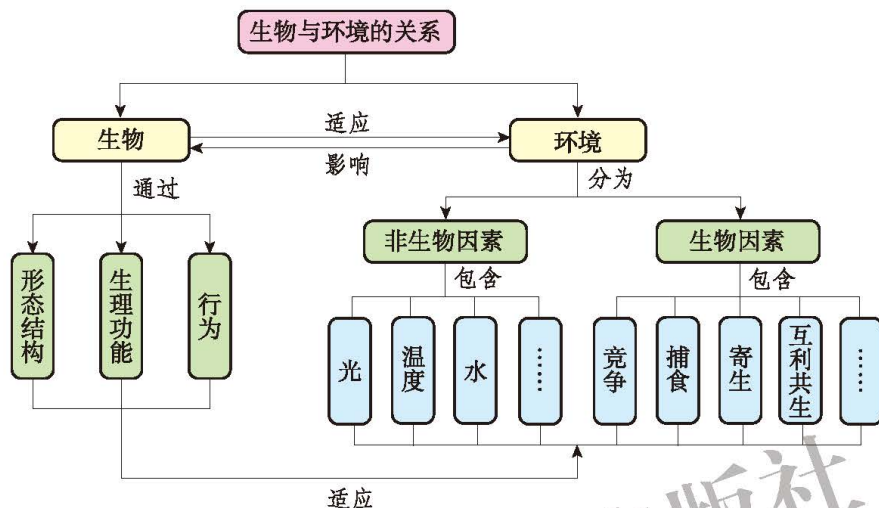 生物与环境的关系
生物
适应
影响
环境
通过
分为
形态结构
生理功能
行为
非生物因素
生物因素
包含
包含
光
温度
水
……
竞争
捕食
寄生
互利共生
……
适应
版社